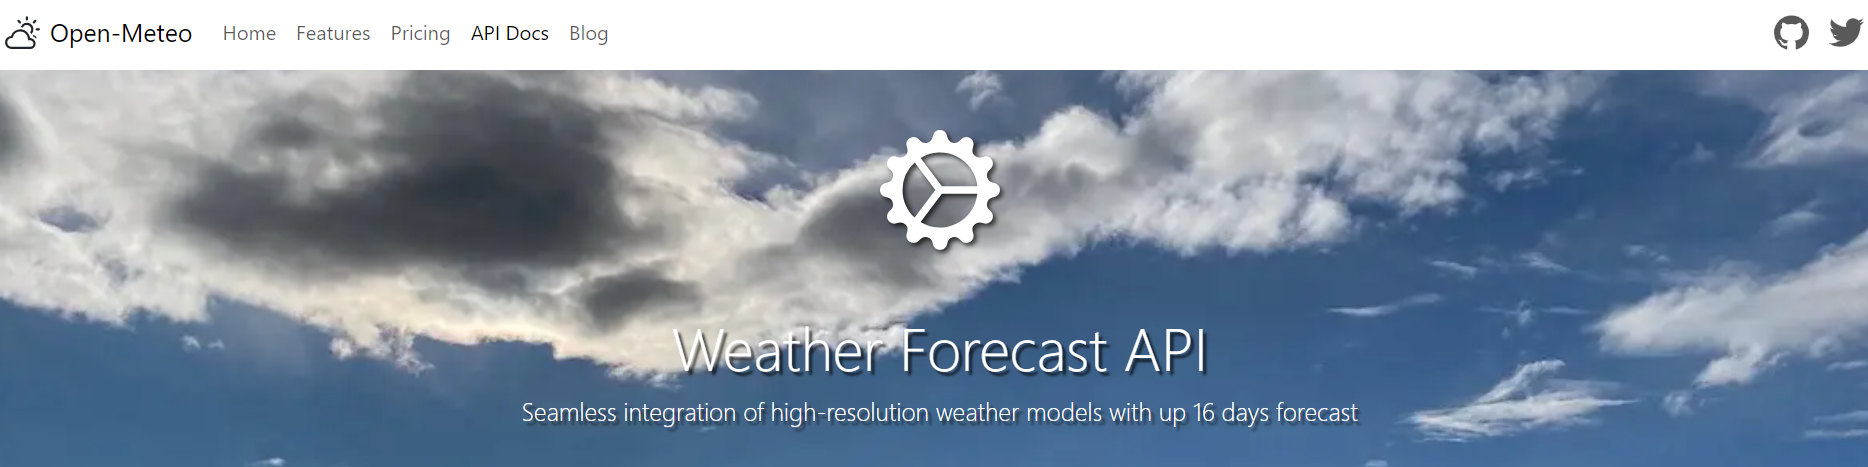 Open-Meteo Home Features Pricing API Docs Blog
Weather Forecast API
Seamless integration of high-resolution weather models with up 16 days forecast